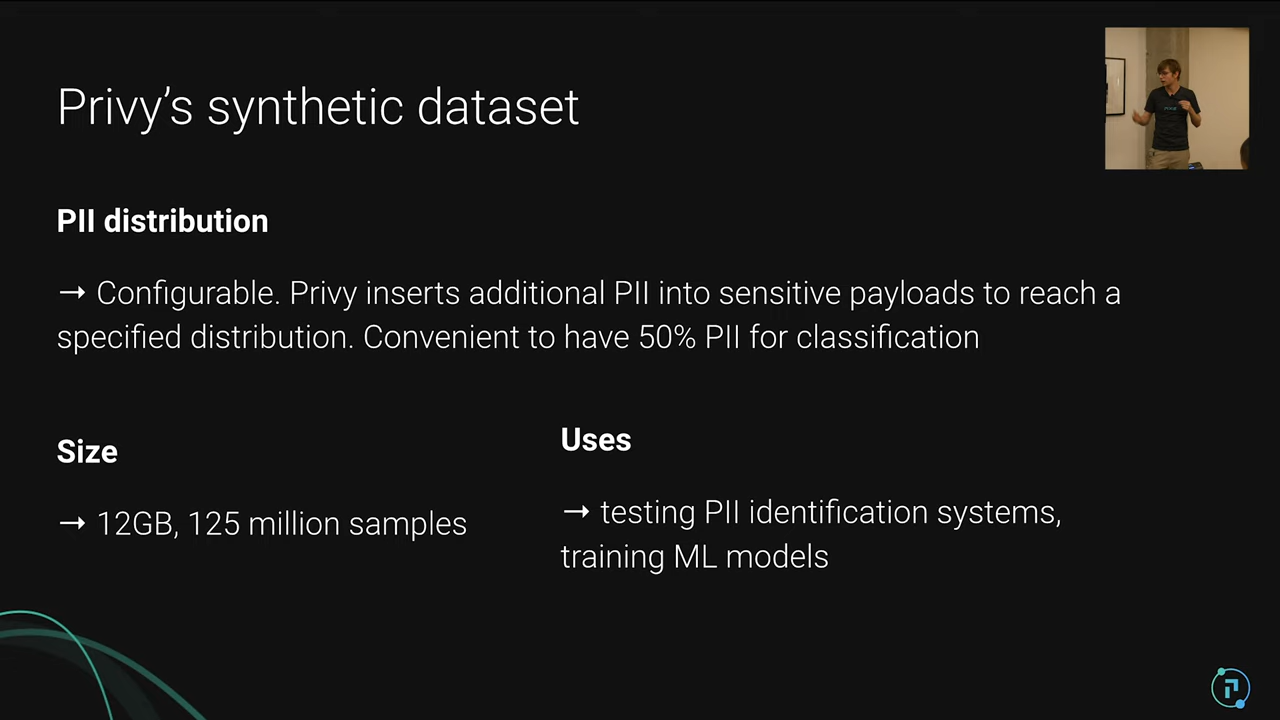 Privy’s synthetic dataset
PII distribution
→ Configurable. Privy inserts additional PII into sensitive payloads to reach a
specified distribution. Convenient to have 50% PII for classification
Size
→ 12GB, 125 million samples
Uses
→ testing PII identification systems,
training ML models